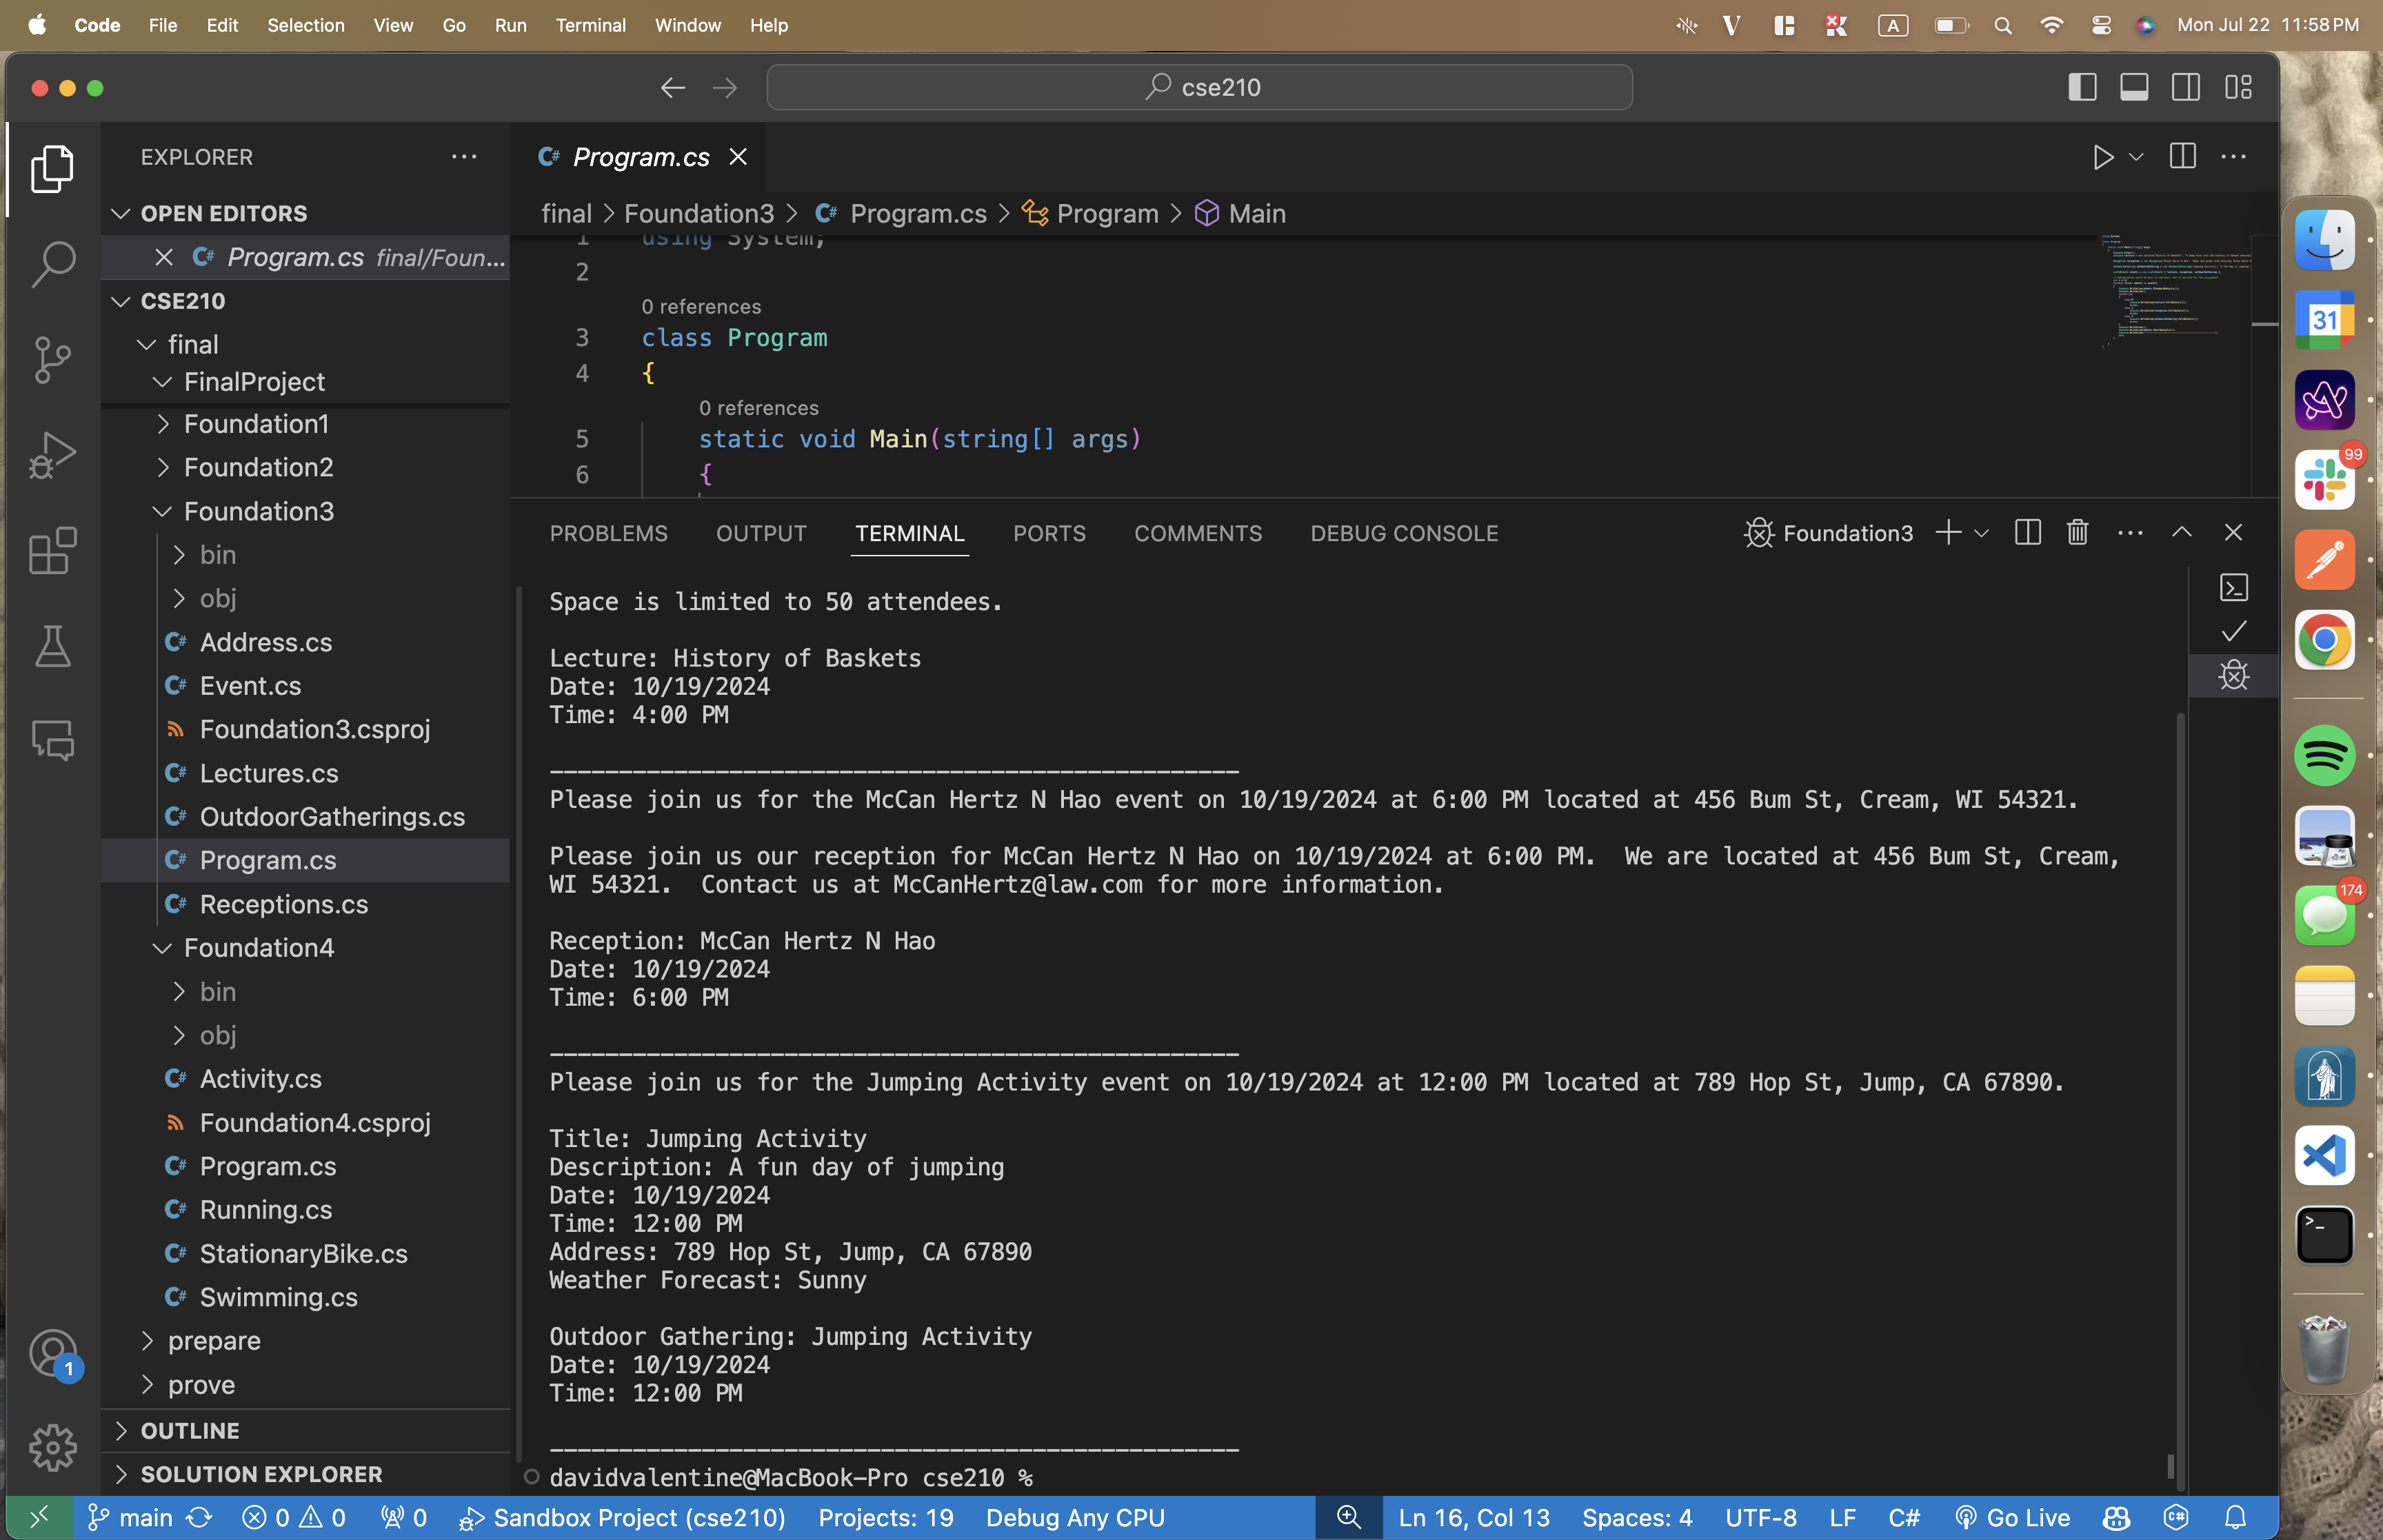 Code File Edit Selection View Go Run Terminal Window Help
A
Mon Jul 22 11:58 PM
cse210
EXPLORER
Program.cs
OPEN EDITORS
Program.cs final/Foun...
CSE210
final
FinalProject
Foundation1
Foundation2
Foundation3
bin
obj
Address.cs
Event.cs
Foundation3.csproj
Lectures.cs
OutdoorGatherings.cs
Program.cs
Receptions.cs
Foundation4
bin
obj
Activity.cs
Foundation4.csproj
Program.cs
Running.cs
StationaryBike.cs
Swimming.cs
prepare
prove
OUTLINE
SOLUTION EXPLORER
final > Foundation3 > Program.cs > Program > Main
1 using System;
2
0 references
3 class Program
4 {
0 references
5 static void Main(string[] args)
6 {
PROBLEMS OUTPUT TERMINAL PORTS COMMENTS DEBUG CONSOLE
Foundation3
Space is limited to 50 attendees.
Lecture: History of Baskets
Date: 10/19/2024
Time: 4:00 PM
__________________________________________________
Please join us for the McCan Hertz N Hao event on 10/19/2024 at 6:00 PM located at 456 Bum St, Cream, WI 54321.
Please join us our reception for McCan Hertz N Hao on 10/19/2024 at 6:00 PM.  We are located at 456 Bum St, Cream,
WI 54321.  Contact us at McCanHertz@law.com for more information.
Reception: McCan Hertz N Hao
Date: 10/19/2024
Time: 6:00 PM
__________________________________________________
Please join us for the Jumping Activity event on 10/19/2024 at 12:00 PM located at 789 Hop St, Jump, CA 67890.
Title: Jumping Activity
Description: A fun day of jumping
Date: 10/19/2024
Time: 12:00 PM
Address: 789 Hop St, Jump, CA 67890
Weather Forecast: Sunny
Outdoor Gathering: Jumping Activity
Date: 10/19/2024
Time: 12:00 PM
__________________________________________________
davidvalentine@MacBook-Pro cse210 %
1
main 0 0 0 Sandbox Project (cse210) Projects: 19 Debug Any CPU
Ln 16, Col 13 Spaces: 4 UTF-8 LF C# Go Live
31
99
174